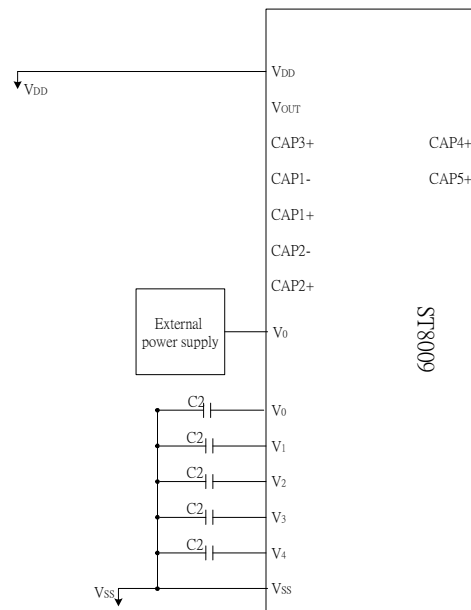 VDD
VDD
VOUT
CAP3+ CAP4+
CAP1- CAP5+
CAP1+
CAP2-
CAP2+
External
power supply
V0
ST8009
C2 V0
C2 V1
C2 V2
C2 V3
C2 V4
VSS VSS